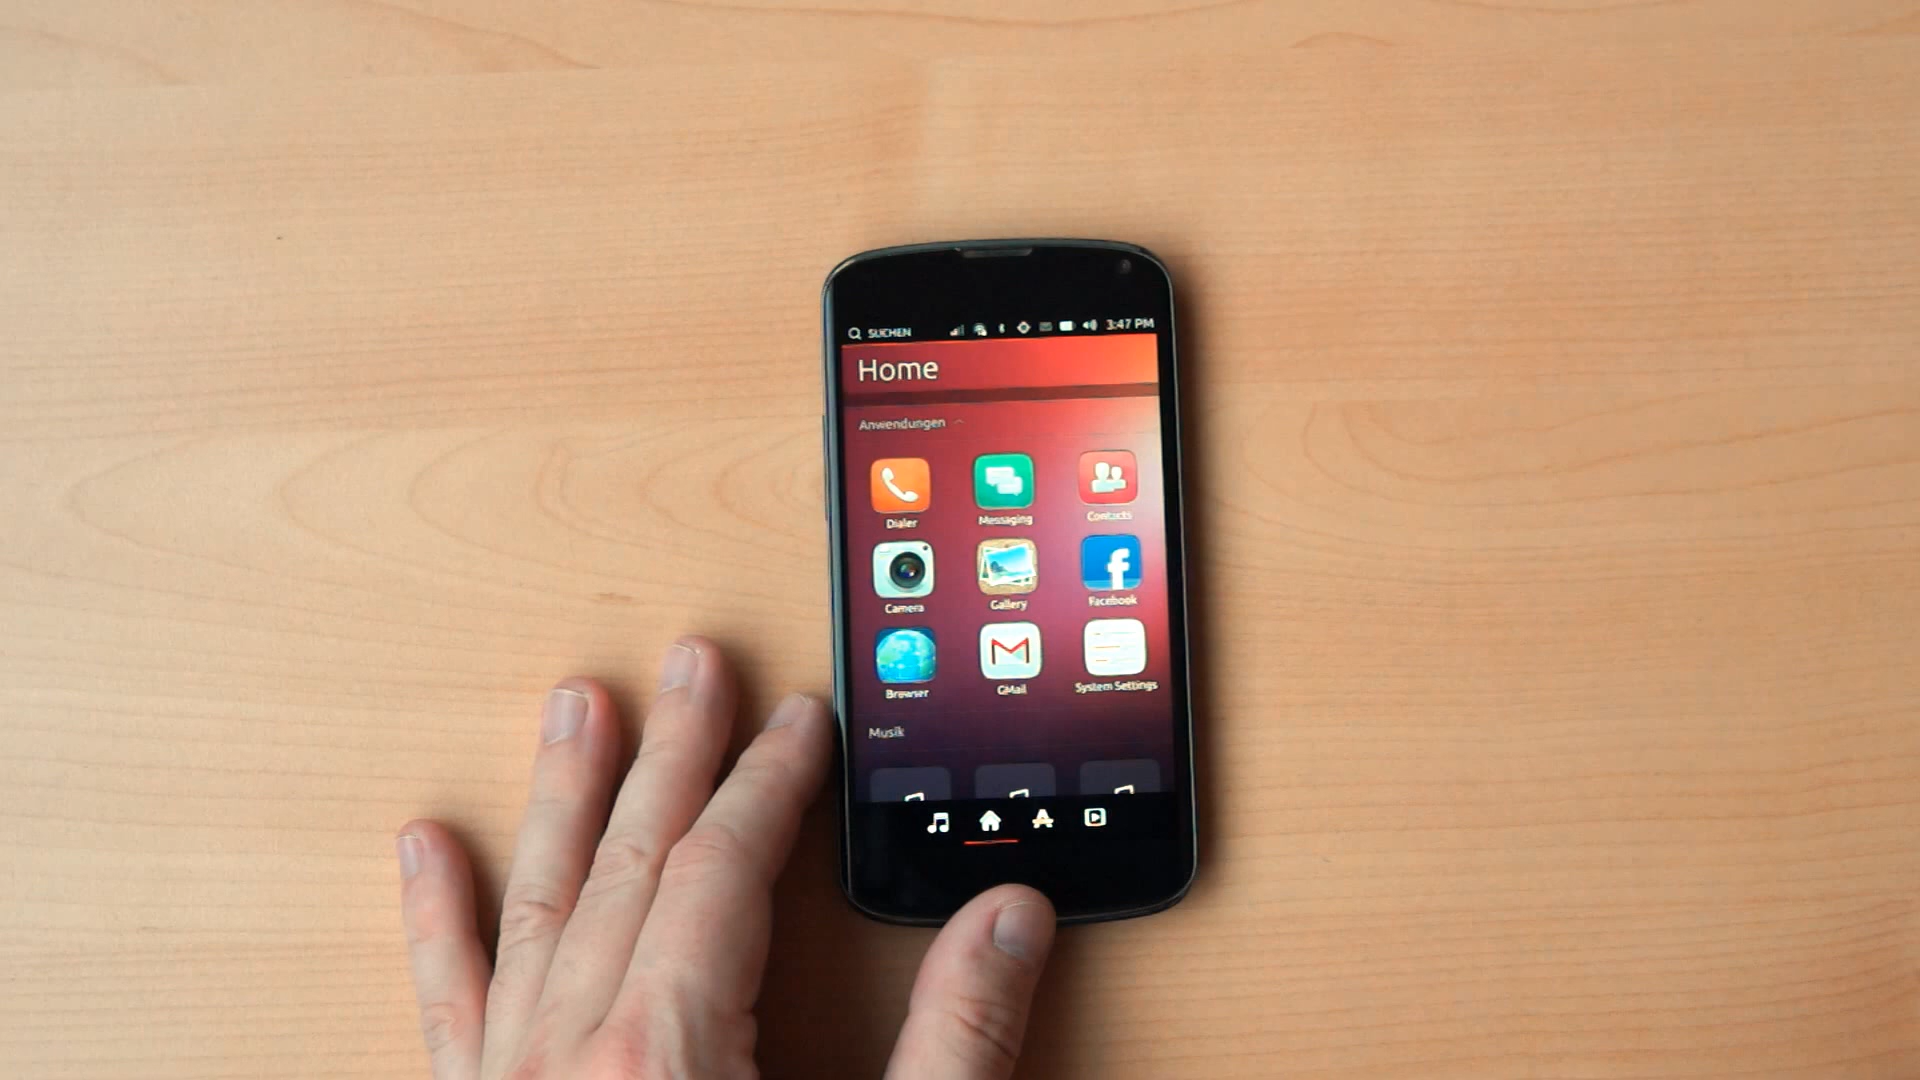 SUCHEN 3:47 PM
Home
Anwendungen
Dialer Messaging Contacts
Camera Gallery Facebook
Browser GMail System Settings
Musik